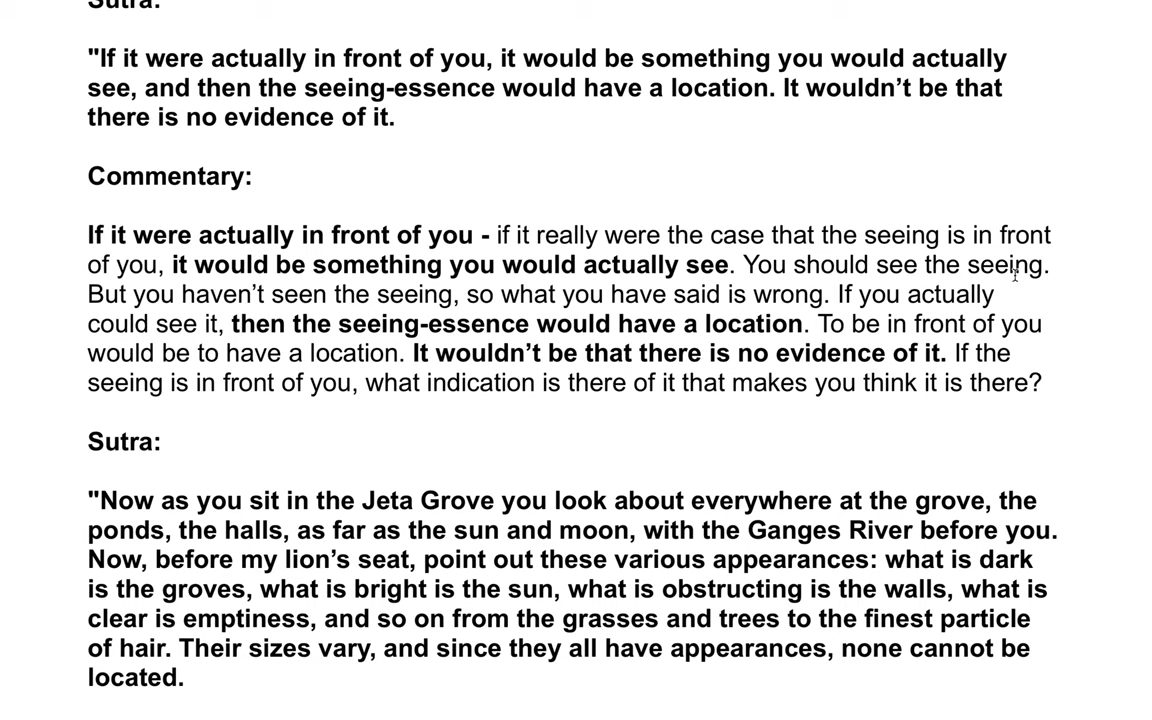 Sutra:
"If it were actually in front of you, it would be something you would actually
see, and then the seeing-essence would have a location. It wouldn’t be that
there is no evidence of it.
Commentary:
If it were actually in front of you - if it really were the case that the seeing is in front
of you, it would be something you would actually see. You should see the seeing.
But you haven’t seen the seeing, so what you have said is wrong. If you actually
could see it, then the seeing-essence would have a location. To be in front of you
would be to have a location. It wouldn’t be that there is no evidence of it. If the
seeing is in front of you, what indication is there of it that makes you think it is there?
Sutra:
"Now as you sit in the Jeta Grove you look about everywhere at the grove, the
ponds, the halls, as far as the sun and moon, with the Ganges River before you.
Now, before my lion’s seat, point out these various appearances: what is dark
is the groves, what is bright is the sun, what is obstructing is the walls, what is
clear is emptiness, and so on from the grasses and trees to the finest particle
of hair. Their sizes vary, and since they all have appearances, none cannot be
located.